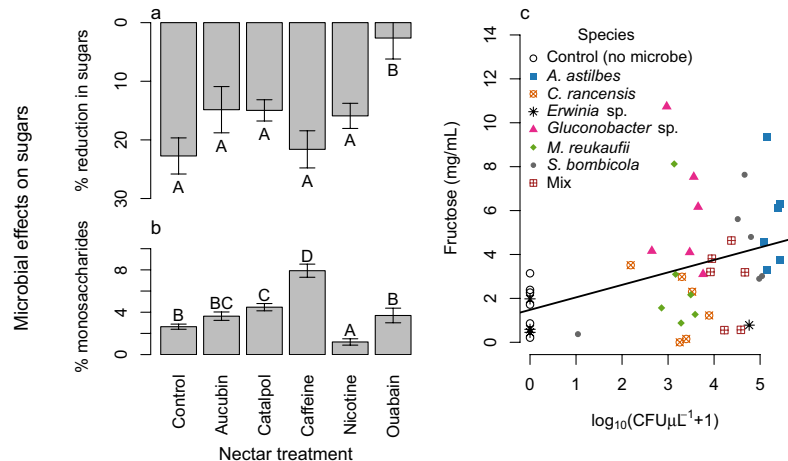 Microbial effects on sugars
a
% reduction in sugars
0
10
20
30
A
A
A
A
A
B
b
% monosaccharides
8
4
0
B
BC
C
D
A
B
Control
Aucubin
Catalpol
Caffeine
Nicotine
Ouabain
Nectar treatment
c
Species
Control (no microbe)
A. astilbes
C. rancensis
Erwinia sp.
Gluconobacter sp.
M. reukaufii
S. bombicola
Mix
Fructose (mg/mL)
14
12
10
8
6
4
2
0
0 1 2 3 4 5
log₁₀(CFUµL⁻¹+1)